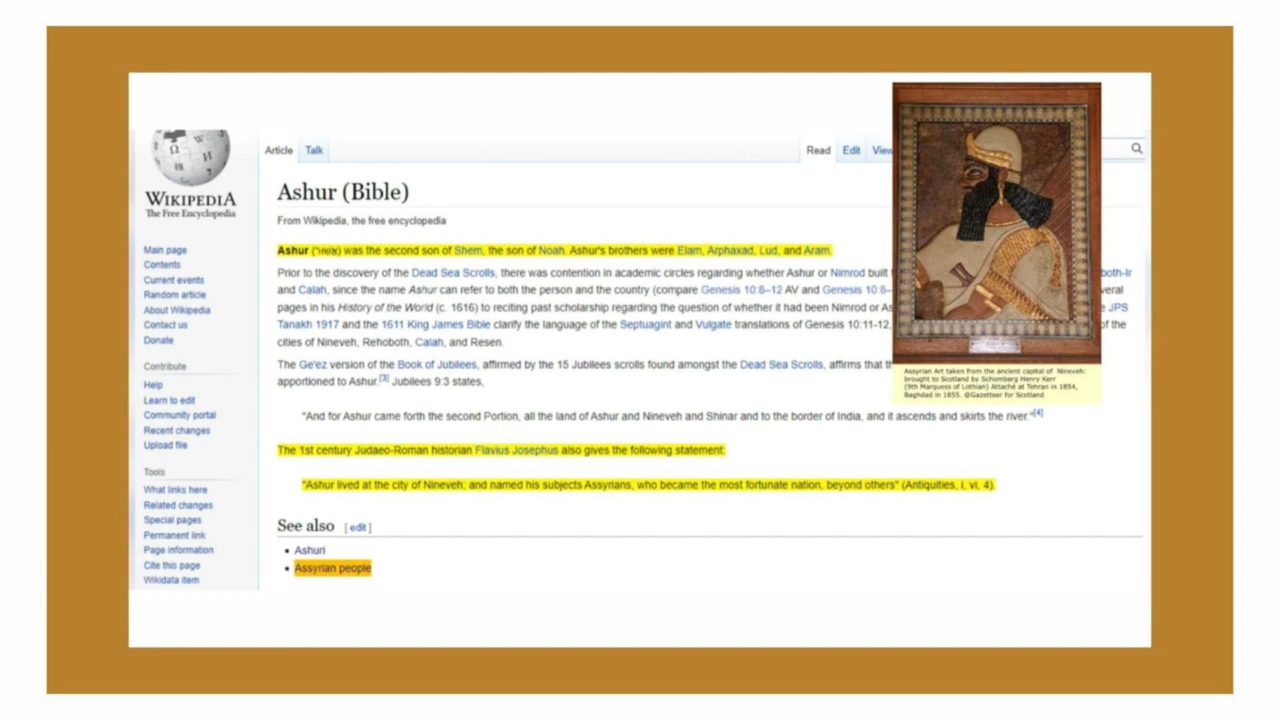 WIKIPEDIA
The Free Encyclopedia
Main page
Contents
Current events
Random article
About Wikipedia
Contact us
Donate
Contribute
Help
Learn to edit
Community portal
Recent changes
Upload file
Tools
What links here
Related changes
Special pages
Permanent link
Page information
Cite this page
Wikidata item
Article Talk
Read Edit View
Ashur (Bible)
From Wikipedia, the free encyclopedia
Ashur (אַשּׁוּר) was the second son of Shem, the son of Noah. Ashur's brothers were Elam, Arphaxad, Lud, and Aram.
Prior to the discovery of the Dead Sea Scrolls, there was contention in academic circles regarding whether Ashur or Nimrod built both-Ir
and Calah, since the name Ashur can refer to both the person and the country (compare Genesis 10:8–12 AV and Genesis 10:8– veral
pages in his History of the World (c. 1616) to reciting past scholarship regarding the question of whether it had been Nimrod or As e JPS
Tanakh 1917 and the 1611 King James Bible clarify the language of the Septuagint and Vulgate translations of Genesis 10:11-12, of the
cities of Nineveh, Rehoboth, Calah, and Resen.
The Ge'ez version of the Book of Jubilees, affirmed by the 15 Jubilees scrolls found amongst the Dead Sea Scrolls, affirms that th
apportioned to Ashur.[3] Jubilees 9:3 states,
"And for Ashur came forth the second Portion, all the land of Ashur and Nineveh and Shinar and to the border of India, and it ascends and skirts the river."[4]
The 1st century Judaeo-Roman historian Flavius Josephus also gives the following statement:
"Ashur lived at the city of Nineveh; and named his subjects Assyrians, who became the most fortunate nation, beyond others" (Antiquities, i, vi, 4).
See also [ edit ]
• Ashuri
• Assyrian people
Assyrian Art taken from the ancient capital of Nineveh:
brought to Scotland by Schomberg Henry Kerr
(9th Marquess of Lothian) Attaché at Tehran in 1854,
Baghdad in 1855. @Gazetteer for Scotland